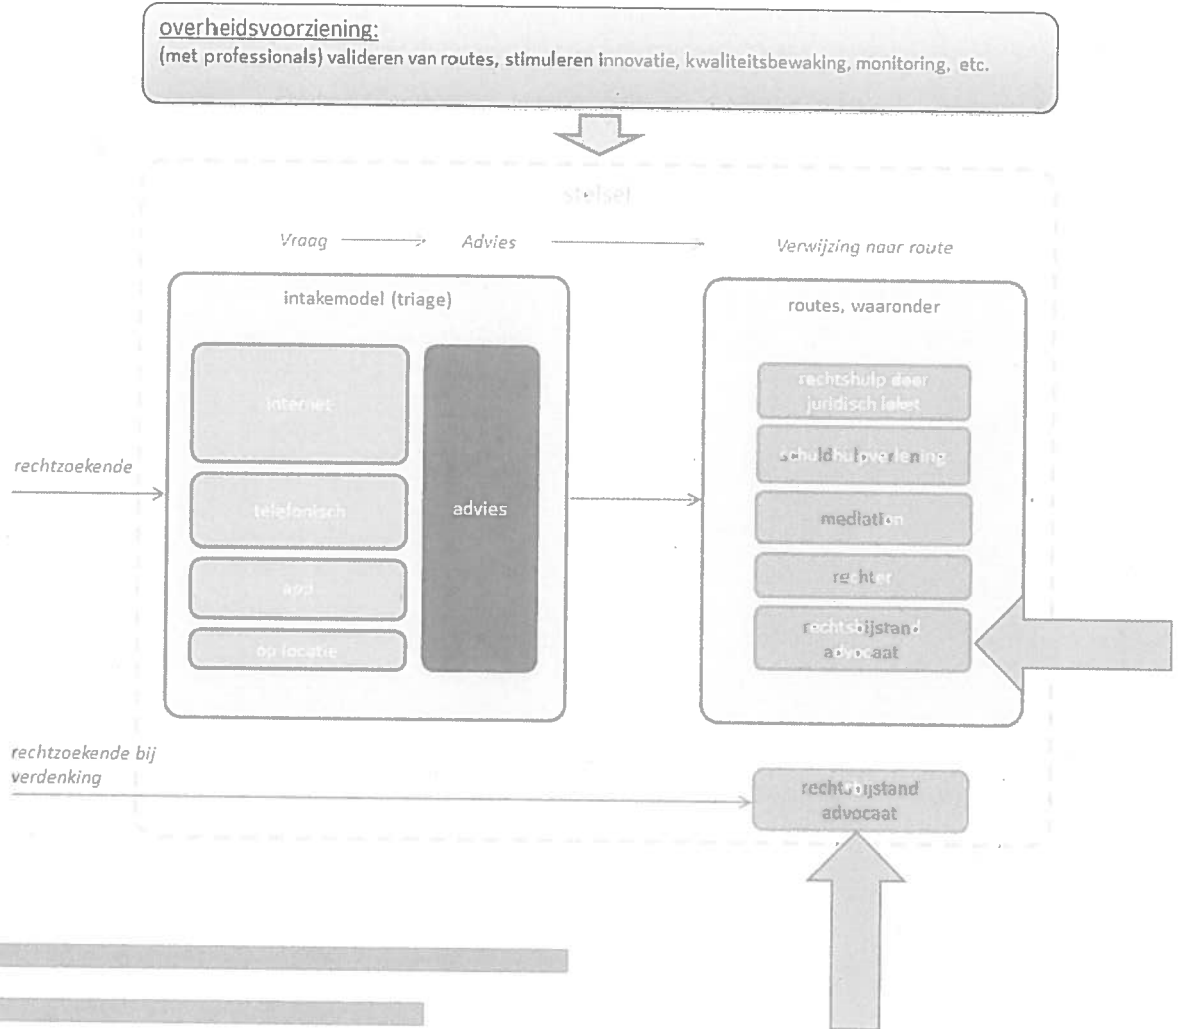 overheidsvoorziening:
(met professionals) valideren van routes, stimuleren innovatie, kwaliteitsbewaking, monitoring, etc.
stelsel
Vraag
Advies
Verwijzing naar route
intakemodel (triage)
routes, waaronder
internet
telefonisch
app
op locatie
advies
rechtshulp door
juridisch loket
schuldhulpverlening
mediation
rechter
rechtsbijstand
advocaat
rechtzoekende
rechtzoekende bij
verdenking
rechtsbijstand
advocaat